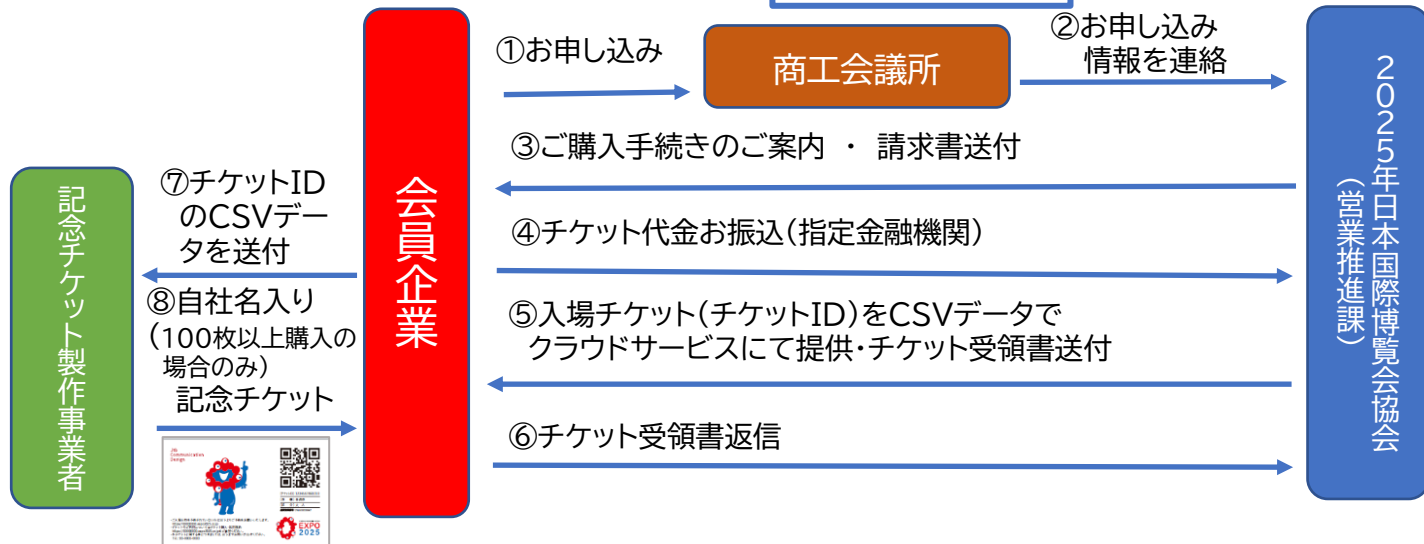 ①お申し込み
商工会議所
②お申し込み
情報を連絡
2025年日本国際博覧会協会
（営業推進課）
③ご購入手続きのご案内 ・ 請求書送付
会員企業
④チケット代金お振込（指定金融機関）
⑤入場チケット（チケットID）をCSVデータで
クラウドサービスにて提供・チケット受領書送付
⑥チケット受領書返信
⑦チケットID
のCSVデー
タを送付
記念チケット製作事業者
⑧自社名入り
（100枚以上購入の
場合のみ）
記念チケット
EXPO
2025